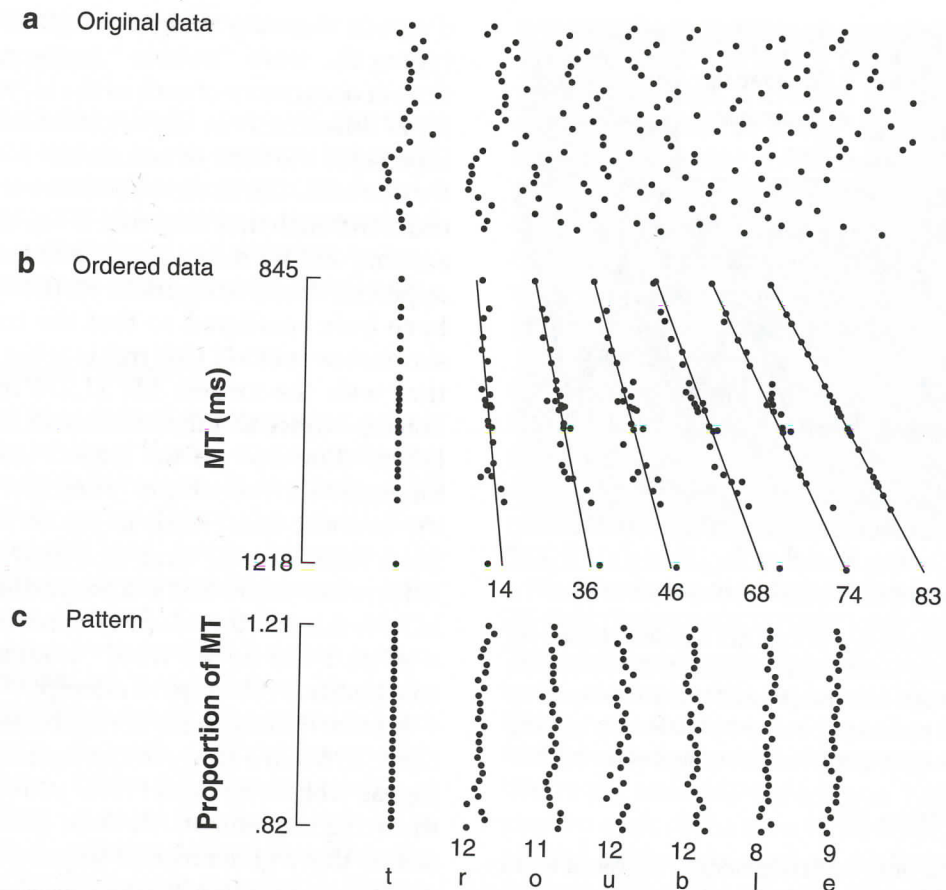 a Original data
b Ordered data
845
MT (ms)
1218
14 36 46 68 74 83
c Pattern
1.21
Proportion of MT
.82
12 11 12 12 8 9
t r o u b l e